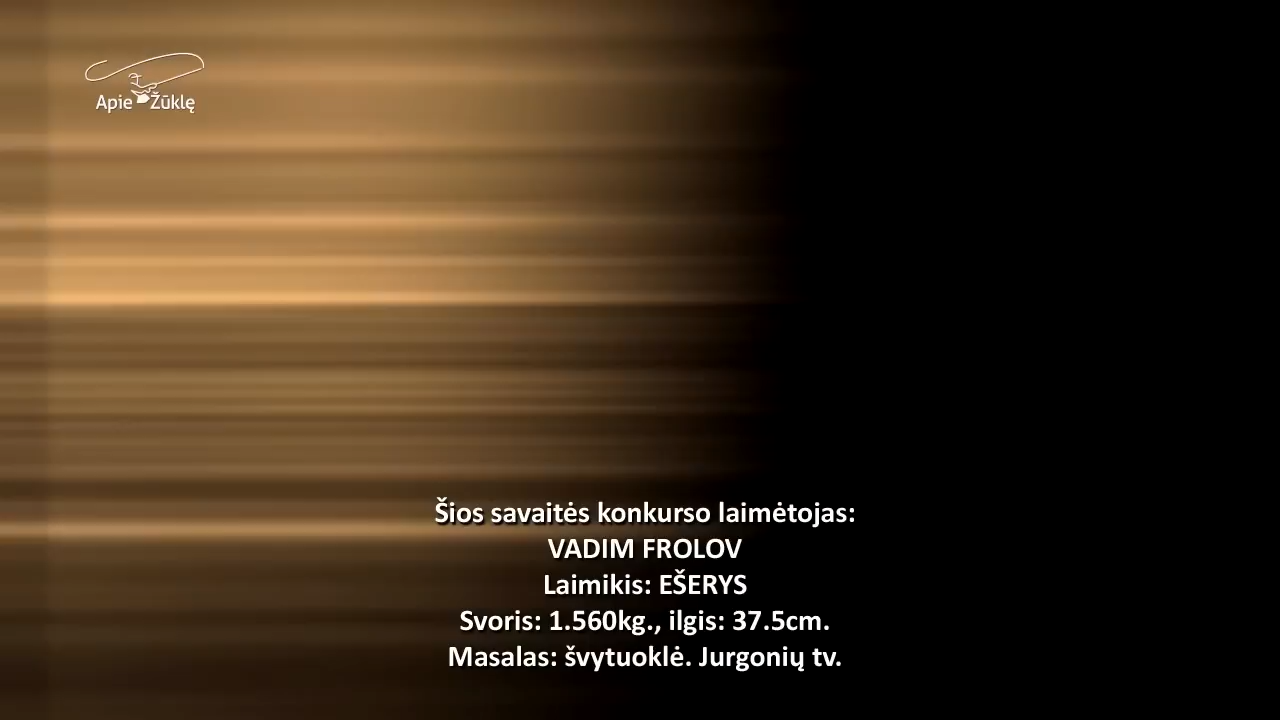 Apie Žūklę
Šios savaitės konkurso laimėtojas:
VADIM FROLOV
Laimikis: EŠERYS
Svoris: 1.560kg., ilgis: 37.5cm.
Masalas: švytuoklė. Jurgonių tv.